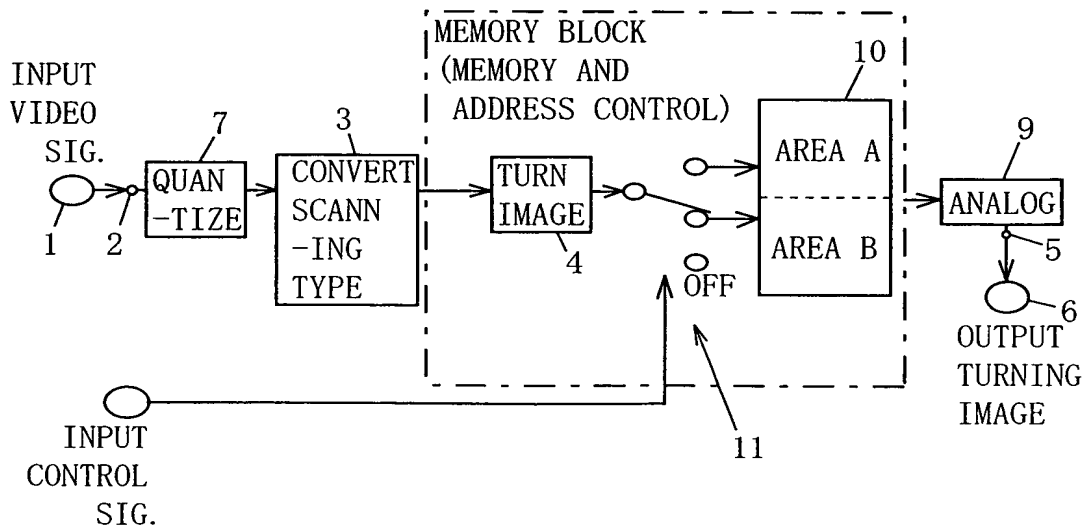 INPUT
VIDEO
SIG.
1
2
7
QUAN
-TIZE
3
CONVERT
SCANN
-ING
TYPE
MEMORY BLOCK
(MEMORY AND
ADDRESS CONTROL)
TURN
IMAGE
4
OFF
11
10
AREA A
AREA B
9
ANALOG
5
6
OUTPUT
TURNING
IMAGE
INPUT
CONTROL
SIG.